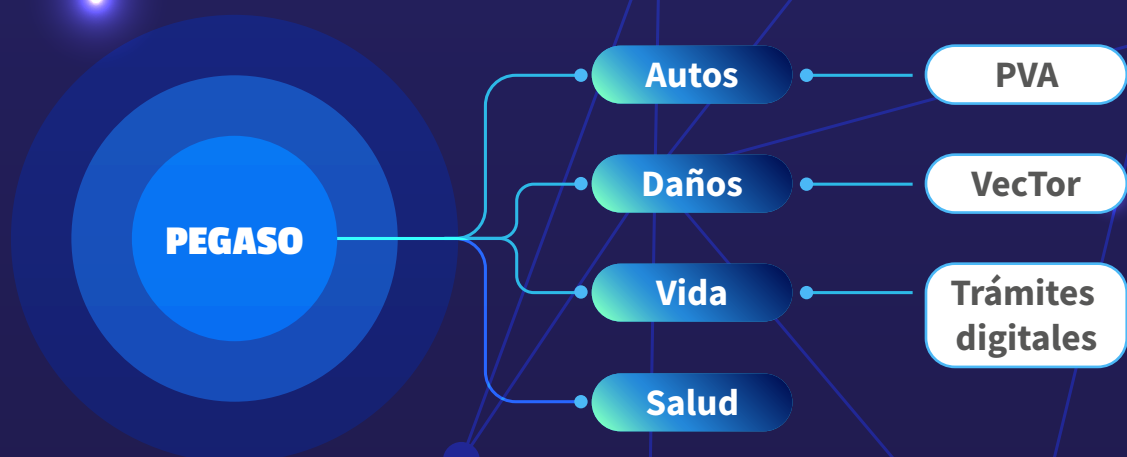 PEGASO
Autos
PVA
Daños
VecTor
Vida
Trámites
digitales
Salud